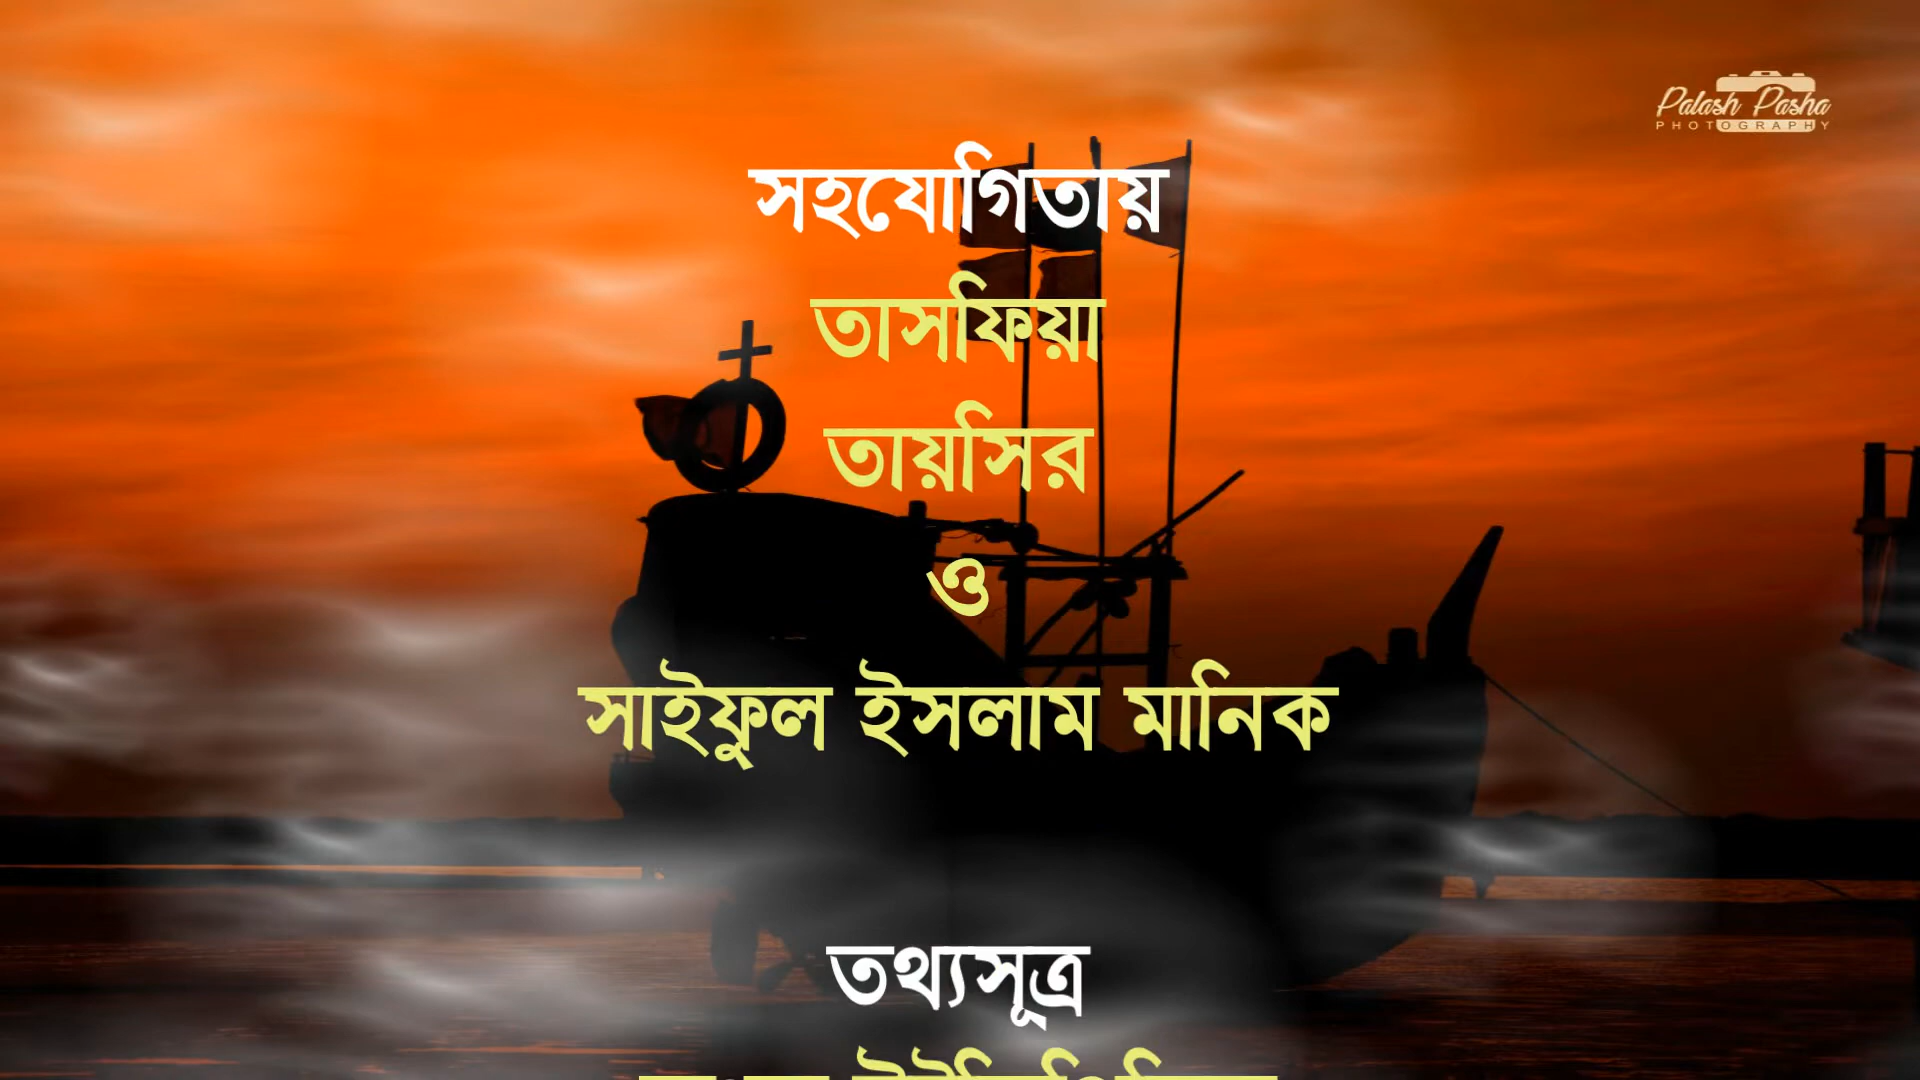 Palash Pasha
PHOTOGRAPHY
সহযোগিতায়
তাসফিয়া
তায়সির
ও
সাইফুল ইসলাম মানিক
তথ্যসূত্র